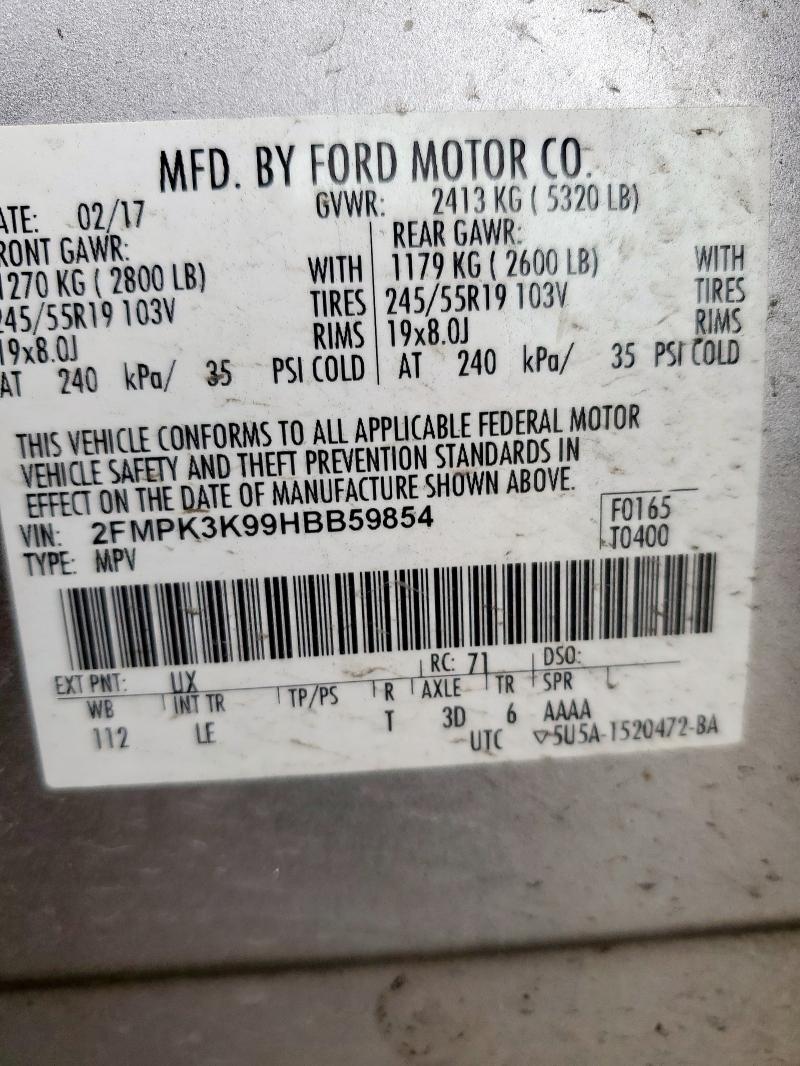 MFD. BY FORD MOTOR CO.
ATE: 02/17 GVWR: 2413 KG ( 5320 LB)
RONT GAWR: REAR GAWR:
1270 KG ( 2800 LB) WITH 1179 KG ( 2600 LB) WITH
245/55R19 103V TIRES 245/55R19 103V TIRES
19x8.0J RIMS 19x8.0J RIMS
AT 240 kPa/ 35 PSI COLD AT 240 kPa/ 35 PSI COLD
THIS VEHICLE CONFORMS TO ALL APPLICABLE FEDERAL MOTOR
VEHICLE SAFETY AND THEFT PREVENTION STANDARDS IN
EFFECT ON THE DATE OF MANUFACTURE SHOWN ABOVE.
VIN: 2FMPK3K99HBB59854 F0165
TYPE: MPV T0400
EXT PNT: UX RC: 71 DSO:
WB INT TR TP/PS R AXLE TR SPR
112 LE T 3D 6 AAAA
UTC ▽5U5A-1520472-BA